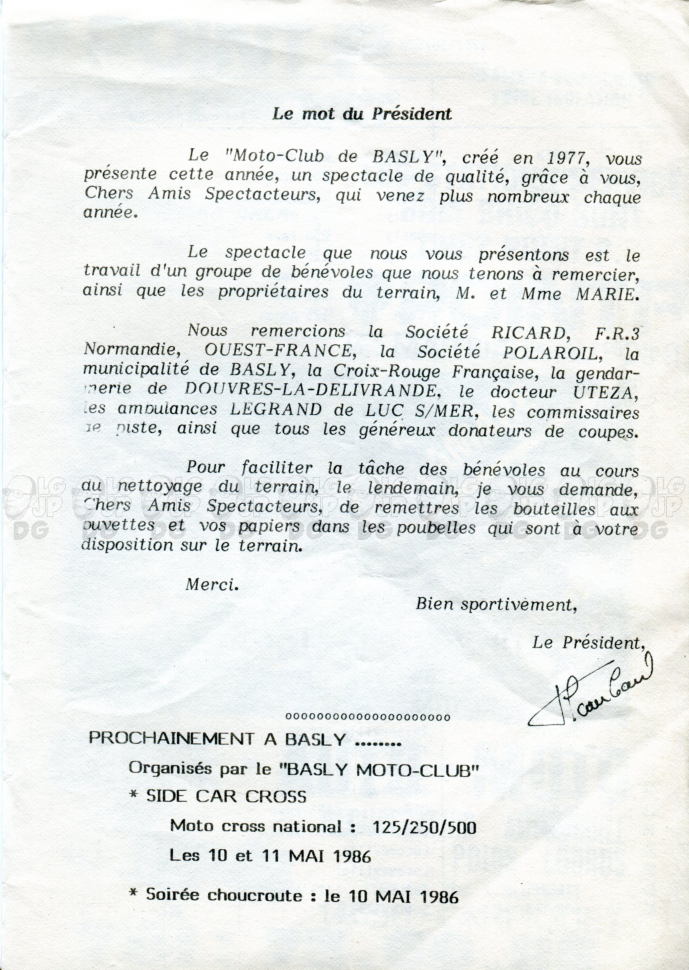 Le mot du Président
Le "Moto-Club de BASLY", créé en 1977, vous
présente cette année, un spectacle de qualité, grâce à vous,
Chers Amis Spectacteurs, qui venez plus nombreux chaque
année.
Le spectacle que nous vous présentons est le
travail d'un groupe de bénévoles que nous tenons à remercier,
ainsi que les propriétaires du terrain, M. et Mme MARIE.
Nous remercions la Société RICARD, F.R.3
Normandie, OUEST-FRANCE, la Société POLAROIL, la
municipalité de BASLY, la Croix-Rouge Française, la gendar-
merie de DOUVRES-LA-DELIVRANDE, le docteur UTEZA,
les ambulances LEGRAND de LUC S/MER, les commissaires
de piste, ainsi que tous les généreux donateurs de coupes.
Pour faciliter la tâche des bénévoles au cours
du nettoyage du terrain, le lendemain, je vous demande,
Chers Amis Spectacteurs, de remettres les bouteilles aux
buvettes et vos papiers dans les poubelles qui sont à votre
disposition sur le terrain.
Merci.
Bien sportivement,
Le Président,
ooooooooooooooooooooo
PROCHAINEMENT A BASLY ........
Organisés par le "BASLY MOTO-CLUB"
* SIDE CAR CROSS
Moto cross national : 125/250/500
Les 10 et 11 MAI 1986
* Soirée choucroute : le 10 MAI 1986